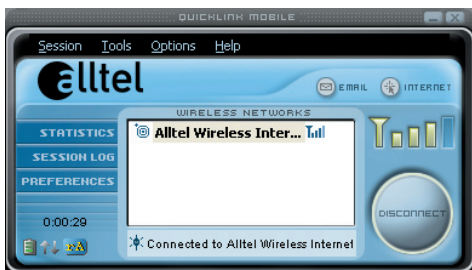 QUICKLINK MOBILE
Session Tools Options Help
alltel
EMAIL INTERNET
WIRELESS NETWORKS
STATISTICS
SESSION LOG
PREFERENCES
Alltel Wireless Inter...
DISCONNECT
0:00:29
Connected to Alltel Wireless Internet